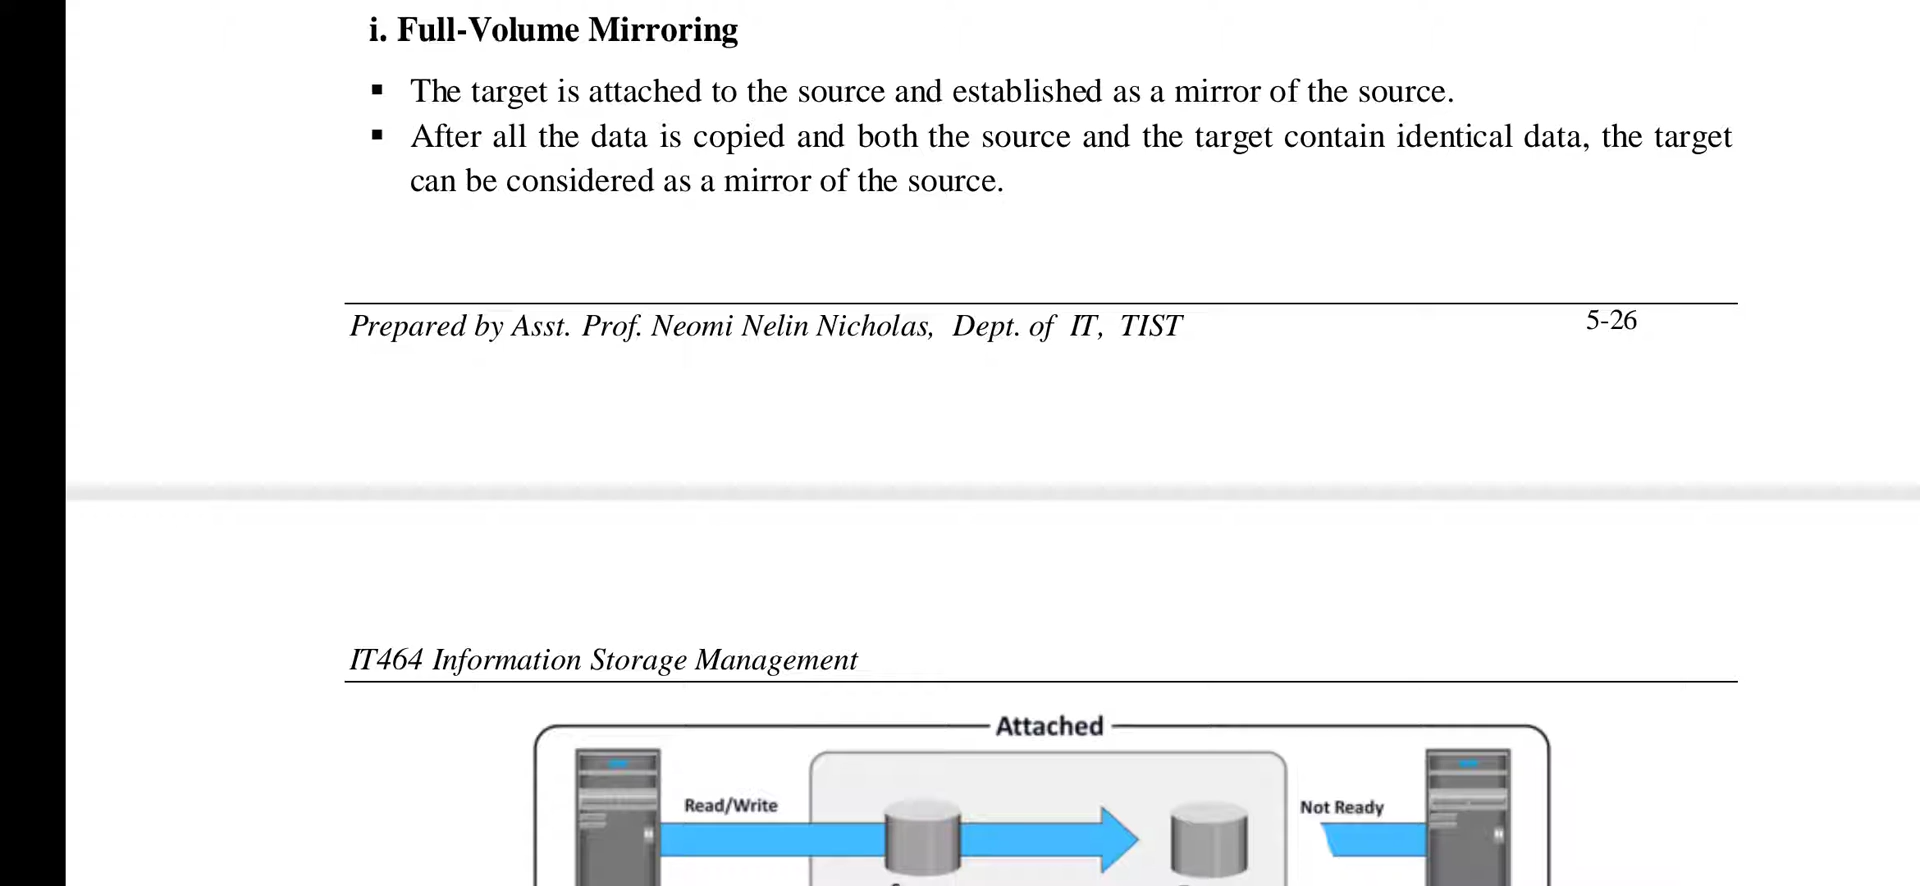 i. Full-Volume Mirroring
▪ The target is attached to the source and established as a mirror of the source.
▪ After all the data is copied and both the source and the target contain identical data, the target
can be considered as a mirror of the source.
Prepared by Asst. Prof. Neomi Nelin Nicholas, Dept. of IT, TIST
5-26
IT464 Information Storage Management
Attached
Read/Write
Not Ready